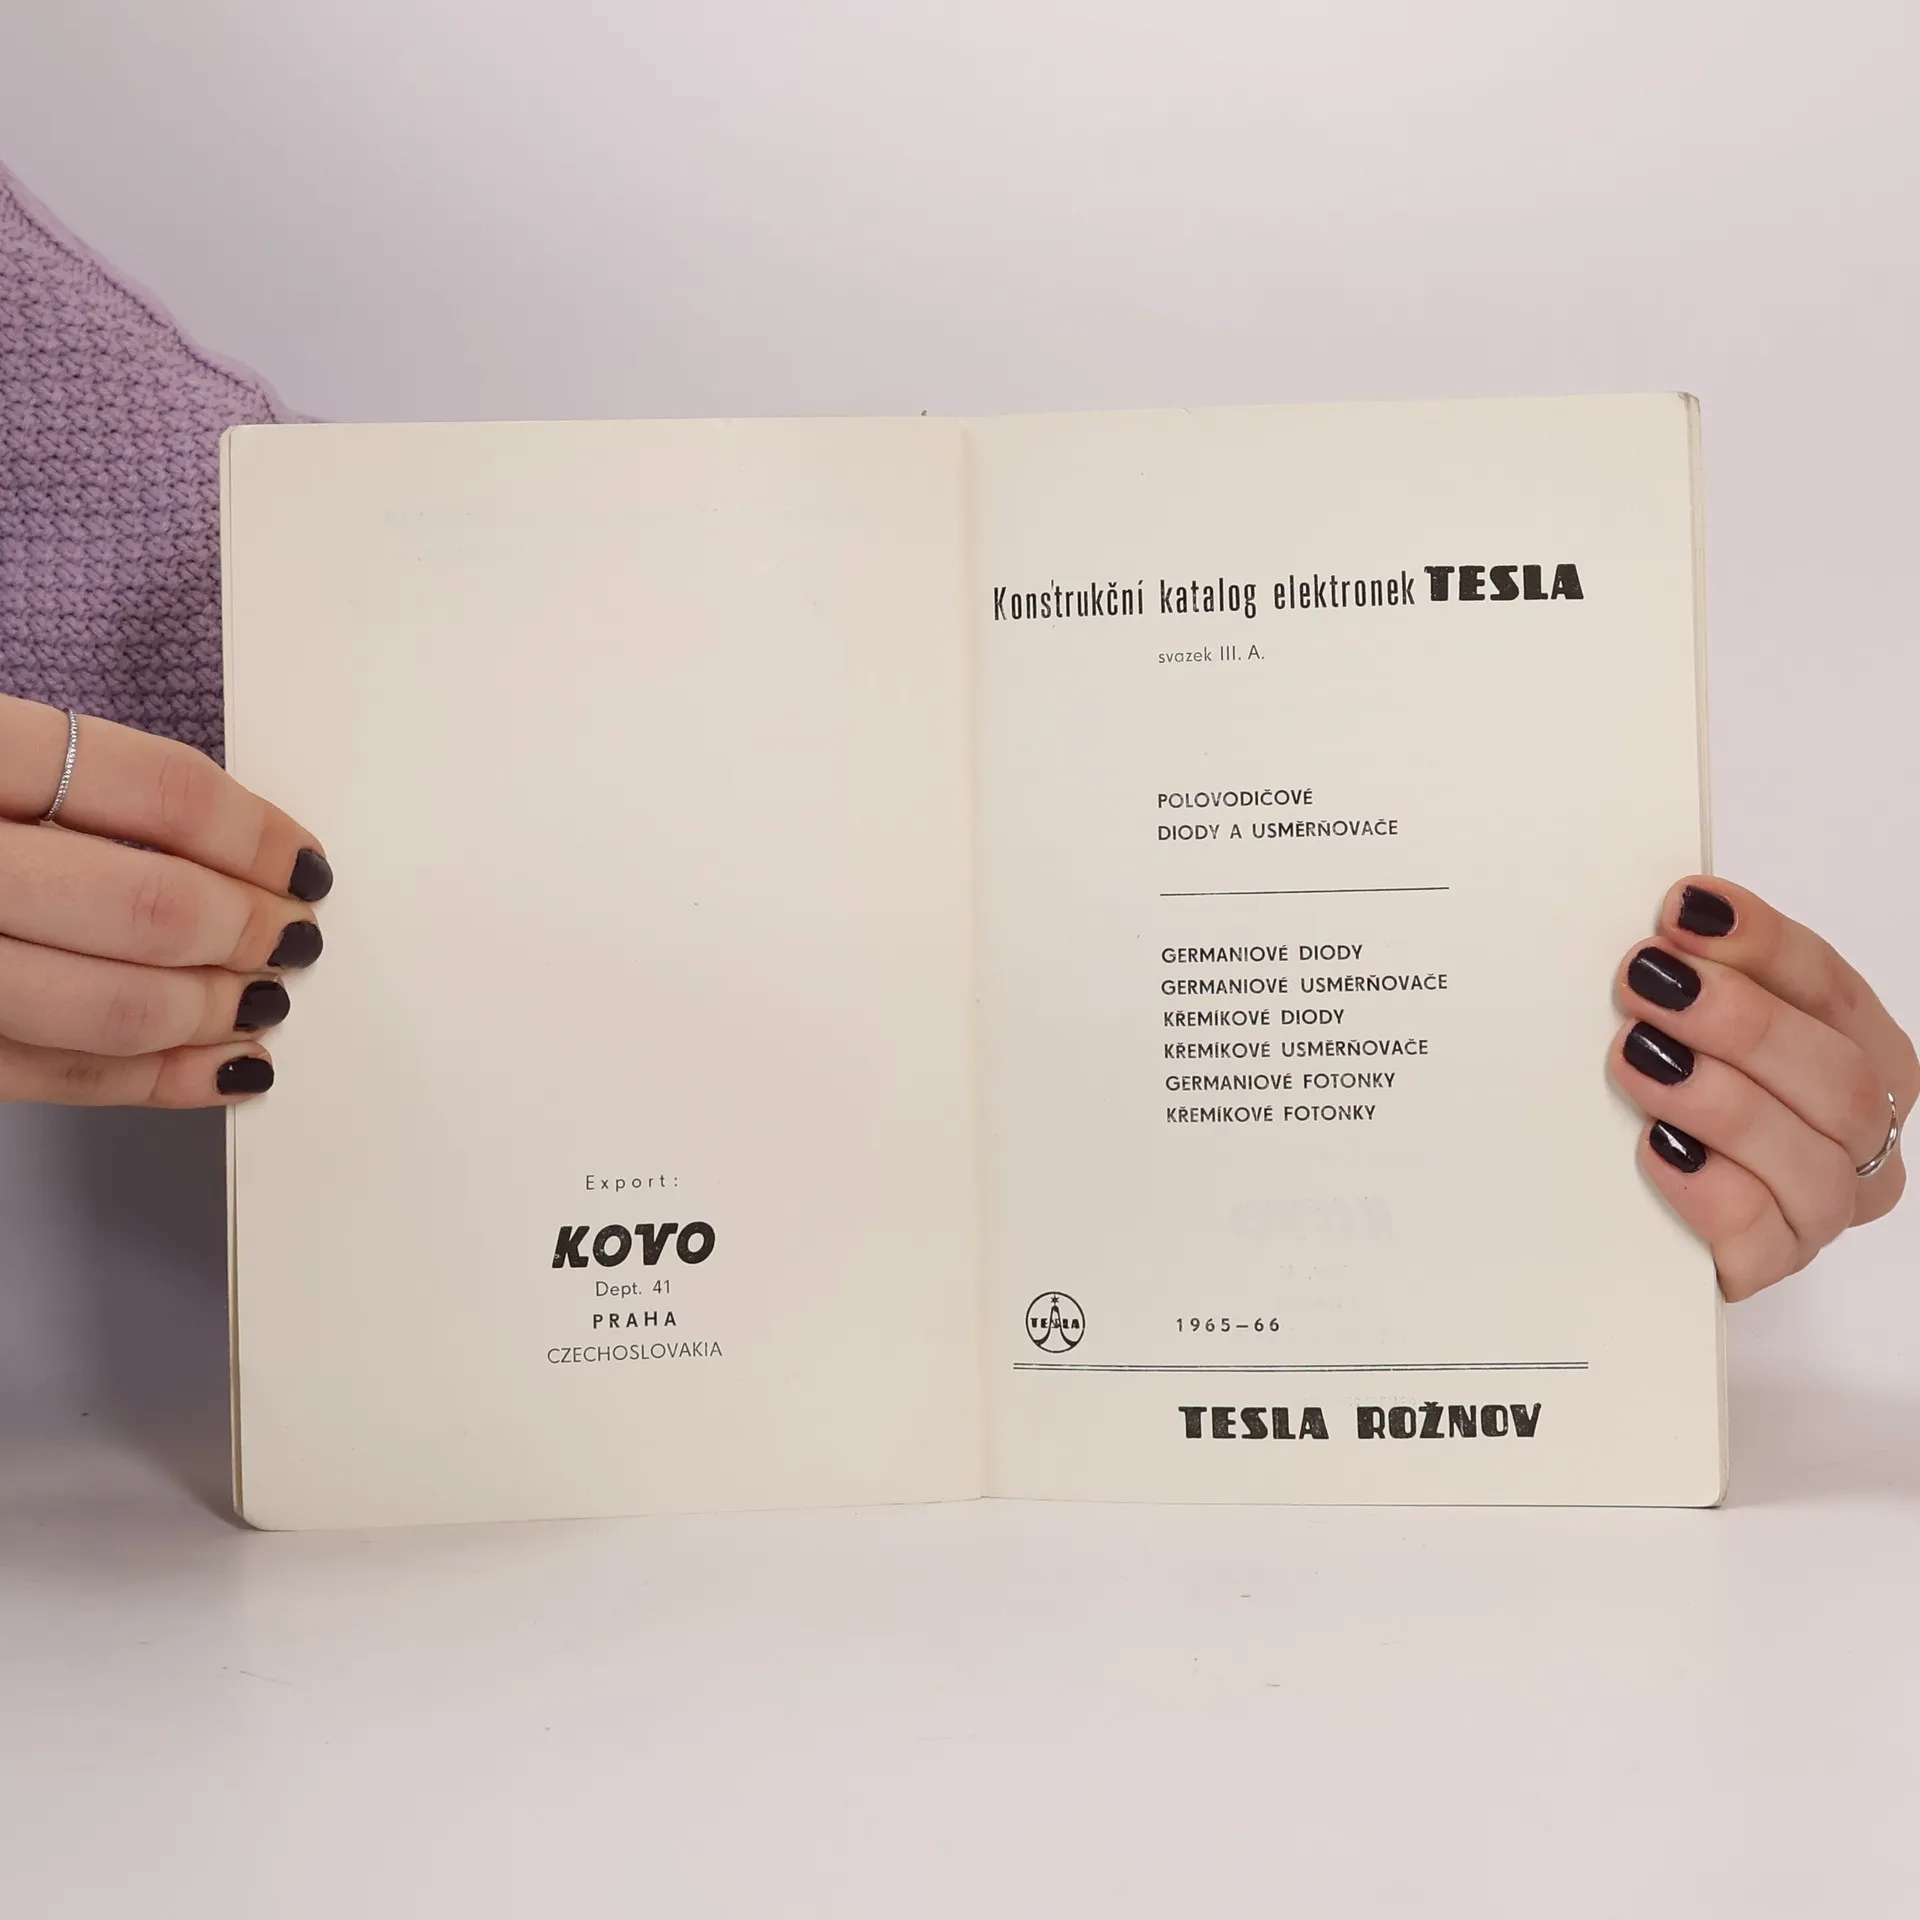 Export:
KOVO
Dept. 41
PRAHA
CZECHOSLOVAKIA
Konstrukční katalog elektronek TESLA
svazek III. A.
POLOVODIČOVÉ
DIODY A USMĚRŇOVAČE
GERMANIOVÉ DIODY
GERMANIOVÉ USMĚRŇOVAČE
KŘEMÍKOVÉ DIODY
KŘEMÍKOVÉ USMĚRŇOVAČE
GERMANIOVÉ FOTONKY
KŘEMÍKOVÉ FOTONKY
TESLA
1965–66
TESLA ROŽNOV